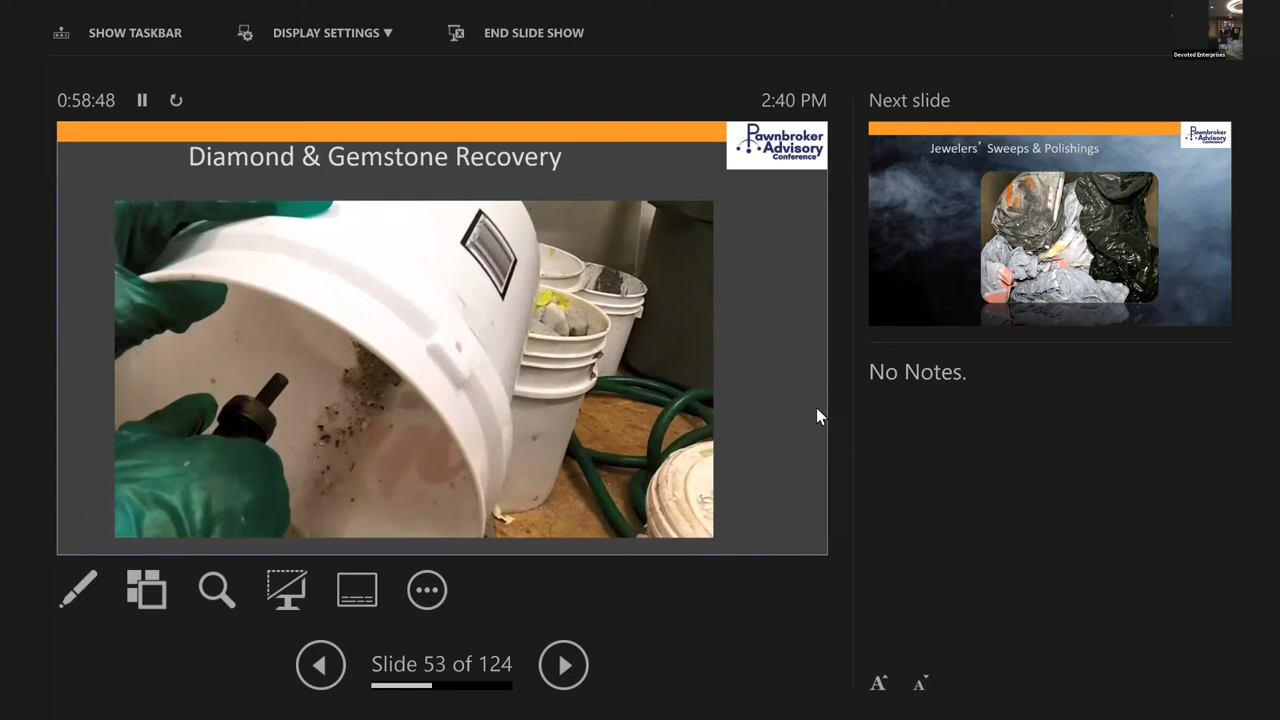 SHOW TASKBAR
DISPLAY SETTINGS ▼
END SLIDE SHOW
Devoted Enterprises
0:58:48
2:40 PM
Next slide
Diamond & Gemstone Recovery
Pawnbroker
Advisory
Conference
Jewelers' Sweeps & Polishings
Pawnbroker
Advisory
Conference
No Notes.
Slide 53 of 124
A
A